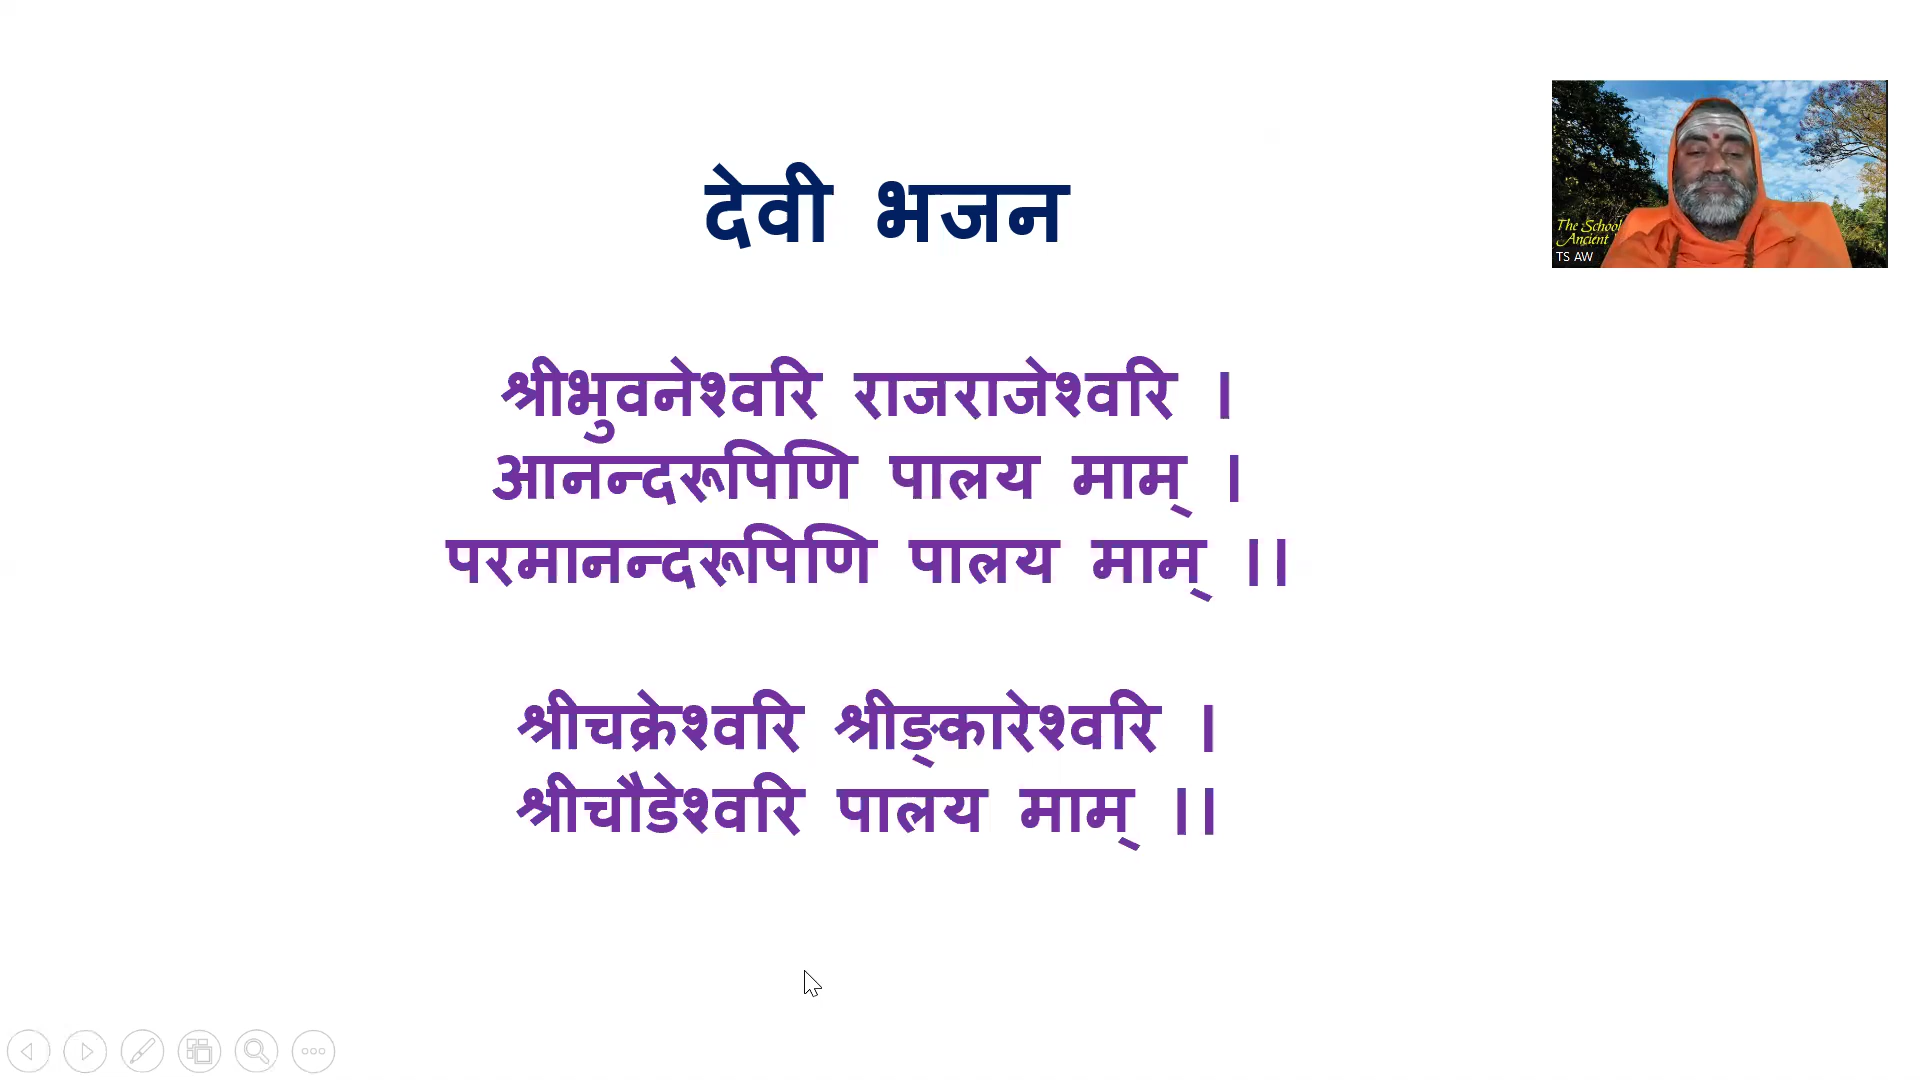 देवी भजन
श्रीभुवनेश्वरि राजराजेश्वरि ।
आनन्दरूपिणि पालय माम् ।
परमानन्दरूपिणि पालय माम् ।।
श्रीचक्रेश्वरि श्रीङ्कारेश्वरि ।
श्रीचौडेश्वरि पालय माम् ।।
The School
Ancient
TS AW